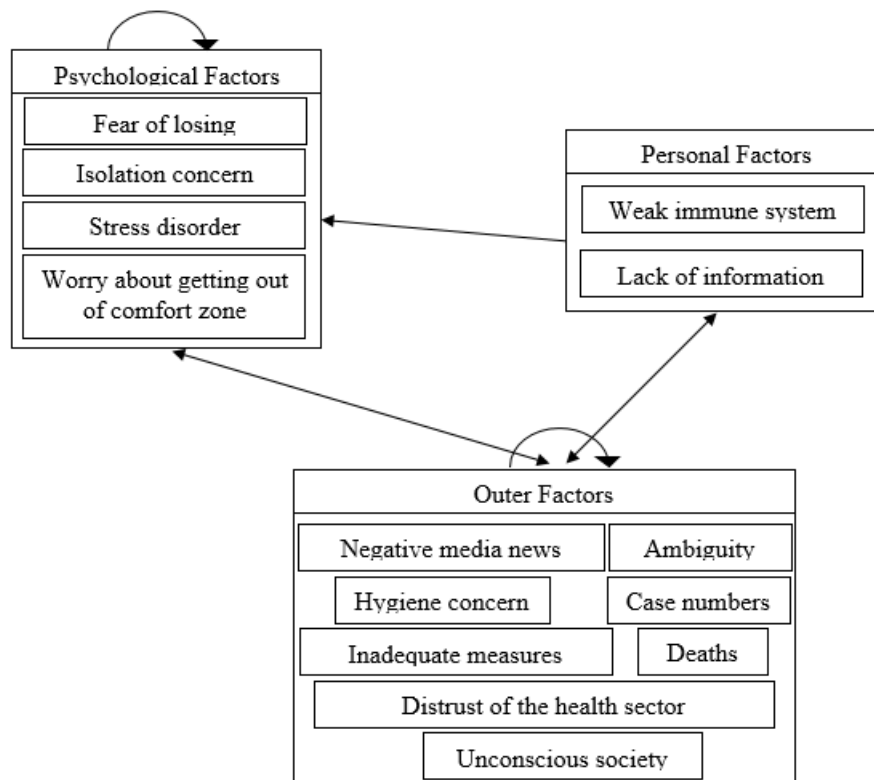 Psychological Factors
Fear of losing
Isolation concern
Stress disorder
Worry about getting out
of comfort zone
Personal Factors
Weak immune system
Lack of information
Outer Factors
Negative media news
Ambiguity
Hygiene concern
Case numbers
Inadequate measures
Deaths
Distrust of the health sector
Unconscious society